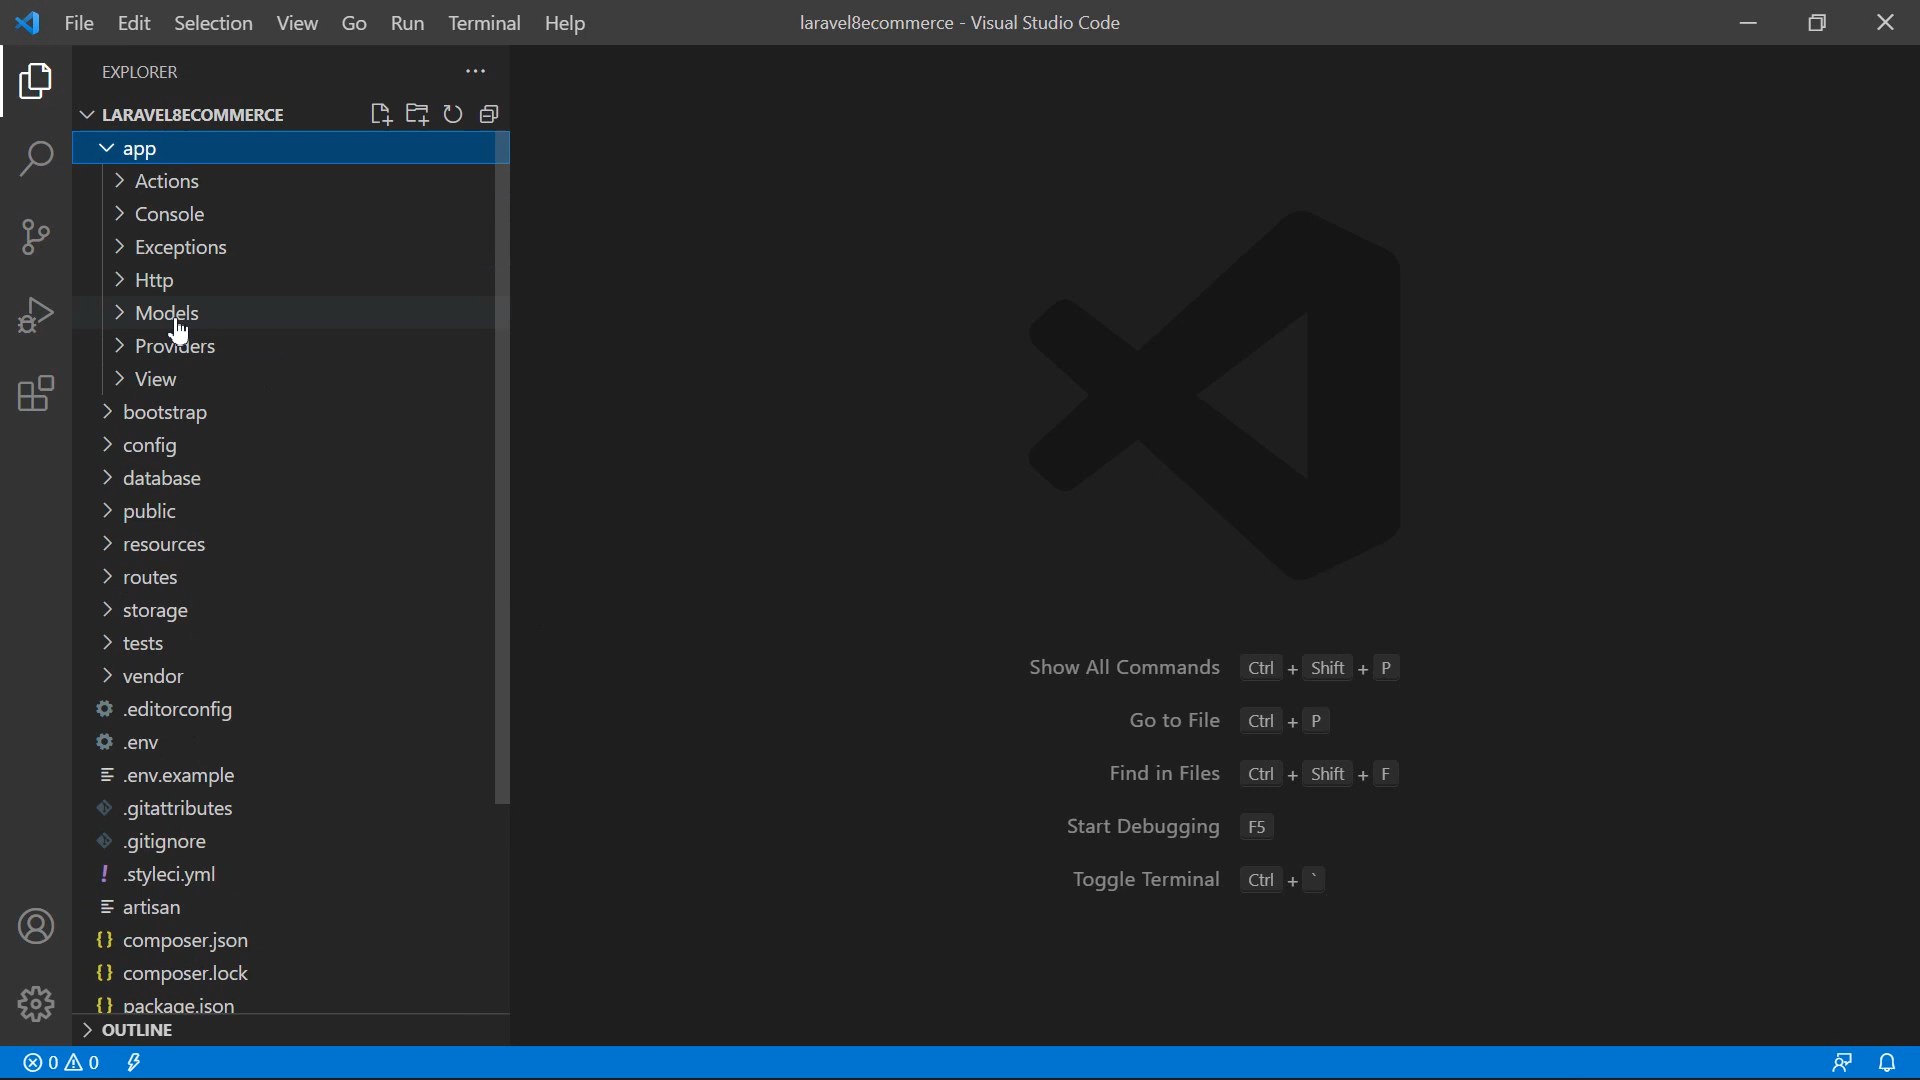 File Edit Selection View Go Run Terminal Help
laravel8ecommerce - Visual Studio Code
EXPLORER
LARAVEL8ECOMMERCE
app
Actions
Console
Exceptions
Http
Models
Providers
View
bootstrap
config
database
public
resources
routes
storage
tests
vendor
.editorconfig
.env
.env.example
.gitattributes
.gitignore
.styleci.yml
artisan
composer.json
composer.lock
package.json
OUTLINE
Show All Commands Ctrl + Shift + P
Go to File Ctrl + P
Find in Files Ctrl + Shift + F
Start Debugging F5
Toggle Terminal Ctrl + `
0 0